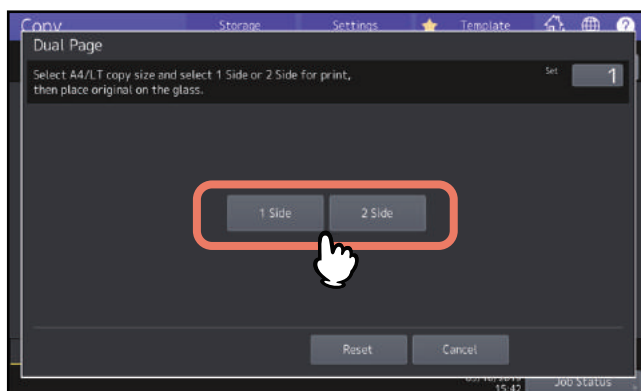 Copy Storage Settings Template
Dual Page
Select A4/LT copy size and select 1 Side or 2 Side for print,
then place original on the glass.
Set 1
1 Side 2 Side
Reset Cancel
15:42 Job Status